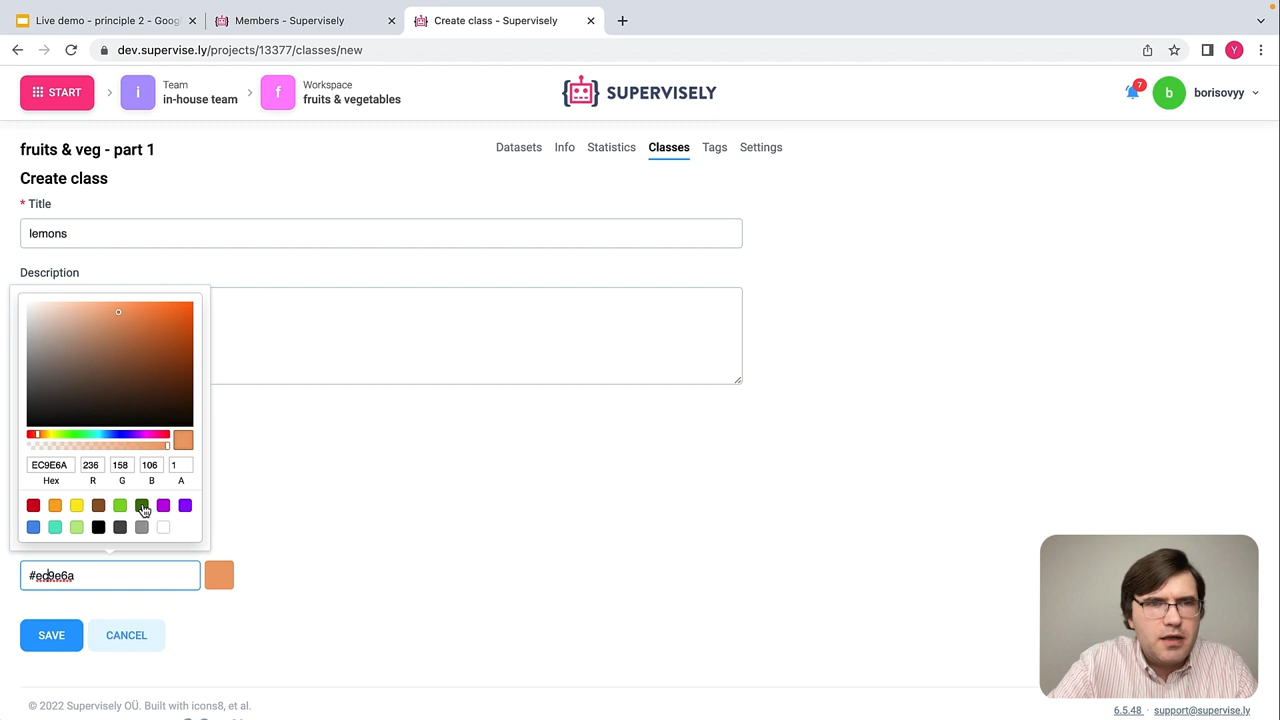 Live demo - principle 2 - Goog
Members - Supervisely
Create class - Supervisely
dev.supervise.ly/projects/13377/classes/new
Y
START
i
Team
in-house team
f
Workspace
fruits & vegetables
SUPERVISELY
7
b
borisovyy
fruits & veg - part 1
Datasets
Info
Statistics
Classes
Tags
Settings
Create class
* Title
lemons
Description
EC9E6A
236
158
106
1
Hex
R
G
B
A
#ec9e6a
SAVE
CANCEL
© 2022 Supervisely OÜ. Built with icons8, et al.
6.5.48 · support@supervise.ly